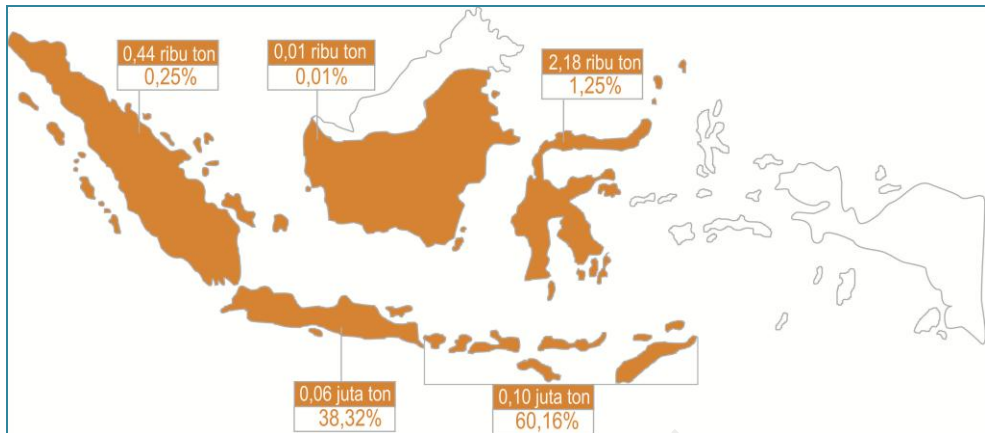 0,44 ribu ton
0,25%
0,01 ribu ton
0,01%
2,18 ribu ton
1,25%
0,06 juta ton
38,32%
0,10 juta ton
60,16%